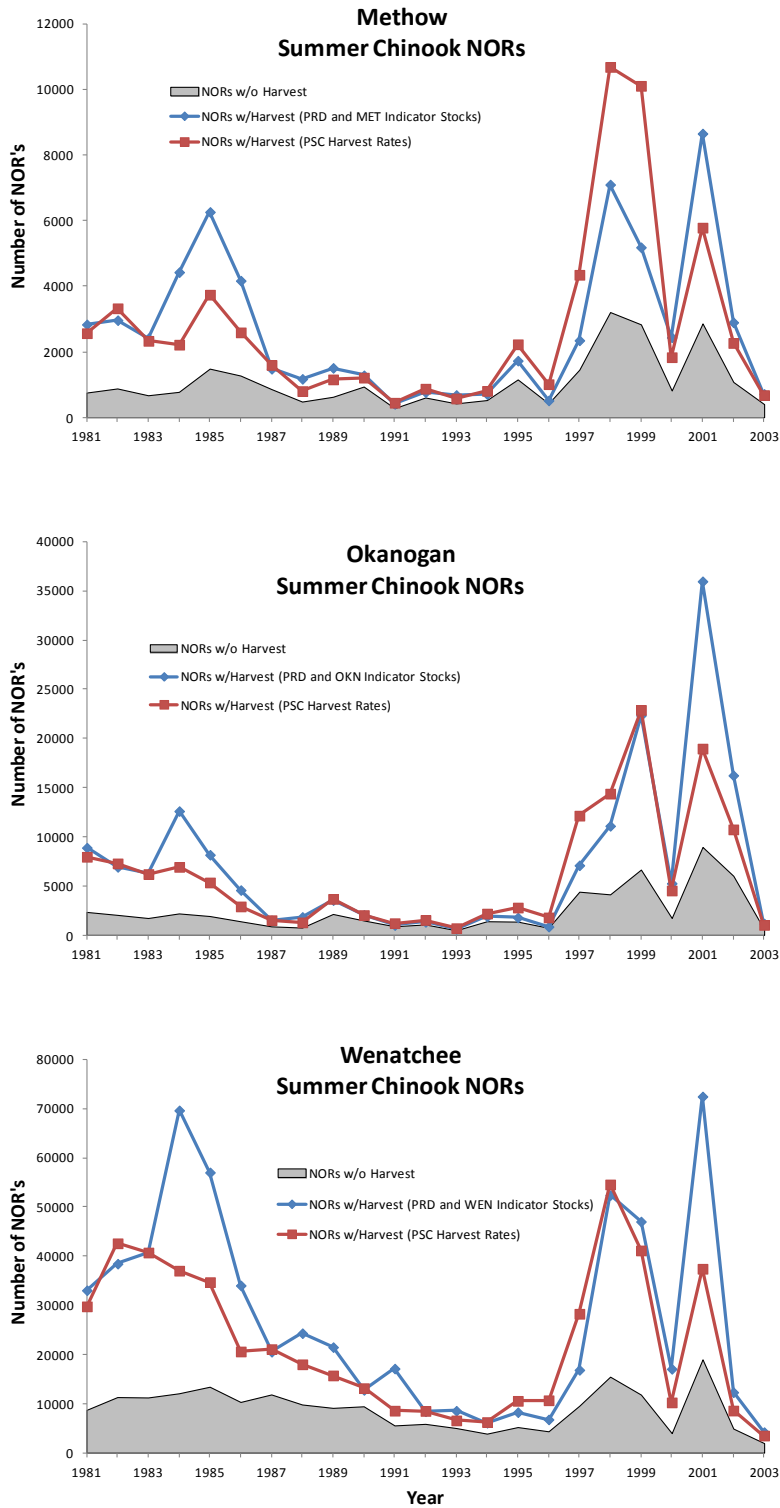 Methow
Summer Chinook NORs
12000
10000
8000
6000
4000
2000
0
Number of NOR's
NORs w/o Harvest
NORs w/Harvest (PRD and MET Indicator Stocks)
NORs w/Harvest (PSC Harvest Rates)
1981 1983 1985 1987 1989 1991 1993 1995 1997 1999 2001 2003
Okanogan
Summer Chinook NORs
40000
35000
30000
25000
20000
15000
10000
5000
0
Number of NOR's
NORs w/o Harvest
NORs w/Harvest (PRD and OKN Indicator Stocks)
NORs w/Harvest (PSC Harvest Rates)
1981 1983 1985 1987 1989 1991 1993 1995 1997 1999 2001 2003
Wenatchee
Summer Chinook NORs
80000
70000
60000
50000
40000
30000
20000
10000
0
Number of NOR's
NORs w/o Harvest
NORs w/Harvest (PRD and WEN Indicator Stocks)
NORs w/Harvest (PSC Harvest Rates)
1981 1983 1985 1987 1989 1991 1993 1995 1997 1999 2001 2003
Year